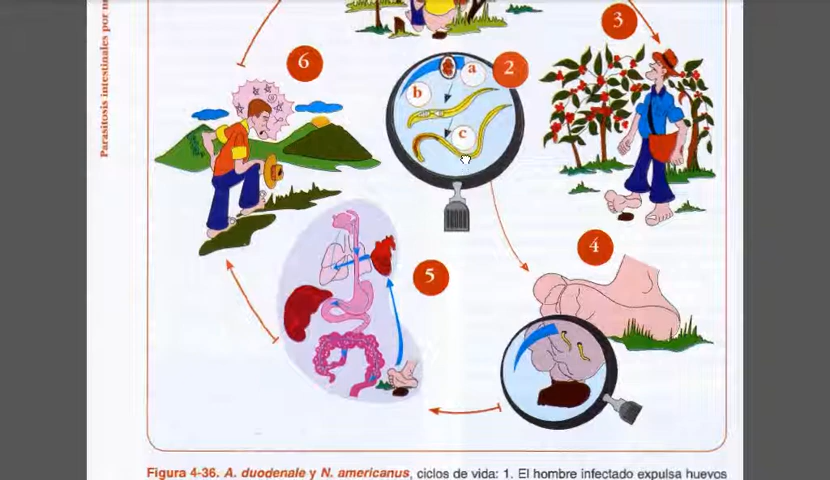 Parasitosis intestinales por
3
6
2
a
b
c
4
5
Figura 4-36. A. duodenale y N. americanus, ciclos de vida: 1. El hombre infectado expulsa huevos